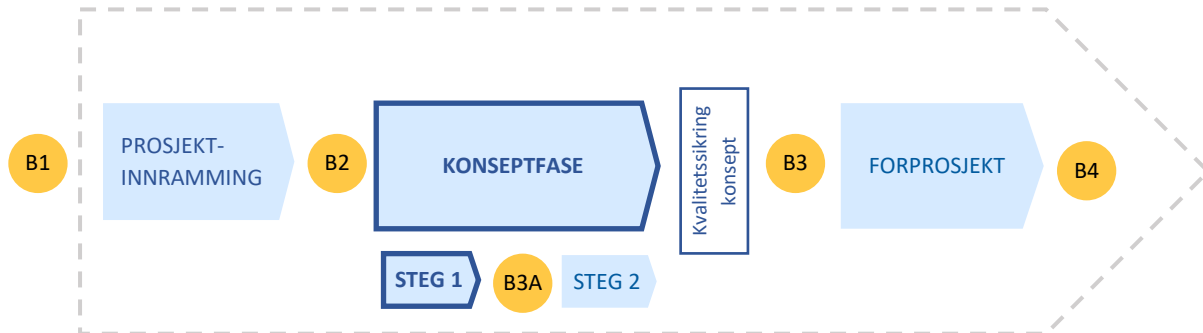 B1
PROSJEKT-
INNRAMMING
B2
KONSEPTFASE
Kvalitetssikring
konsept
B3
FORPROSJEKT
B4
STEG 1
B3A
STEG 2